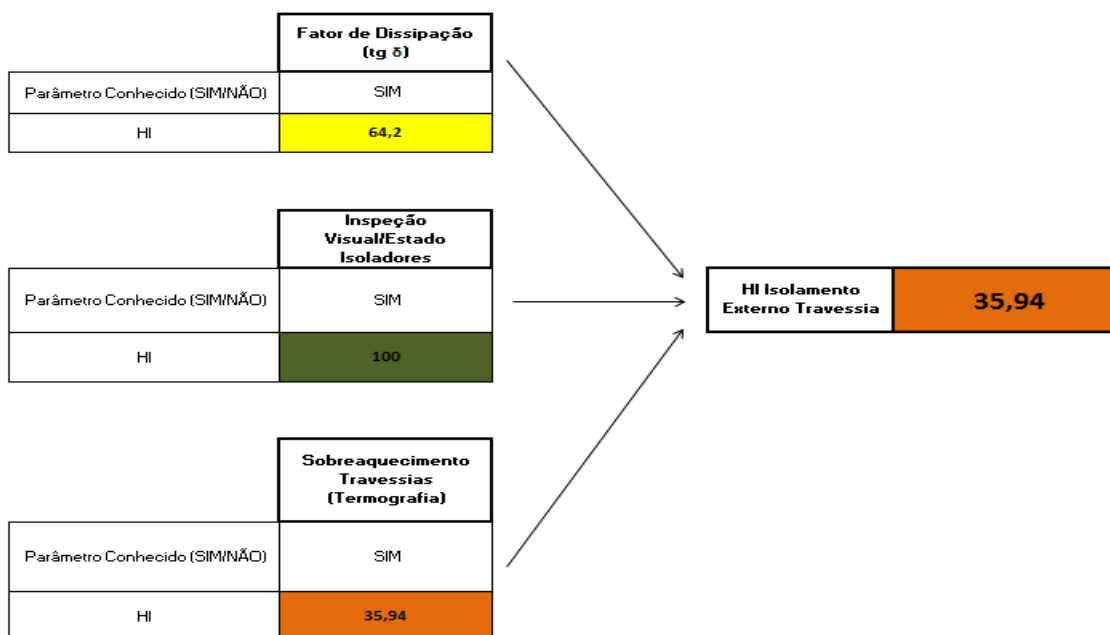 Fator de Dissipação
(tg δ)
Parâmetro Conhecido (SIM/NÃO)
SIM
HI
64,2
Inspeção
Visual/Estado
Isoladores
Parâmetro Conhecido (SIM/NÃO)
SIM
HI
100
HI Isolamento
Externo Travessia
35,94
Sobreaquecimento
Travessias
(Termografia)
Parâmetro Conhecido (SIM/NÃO)
SIM
HI
35,94